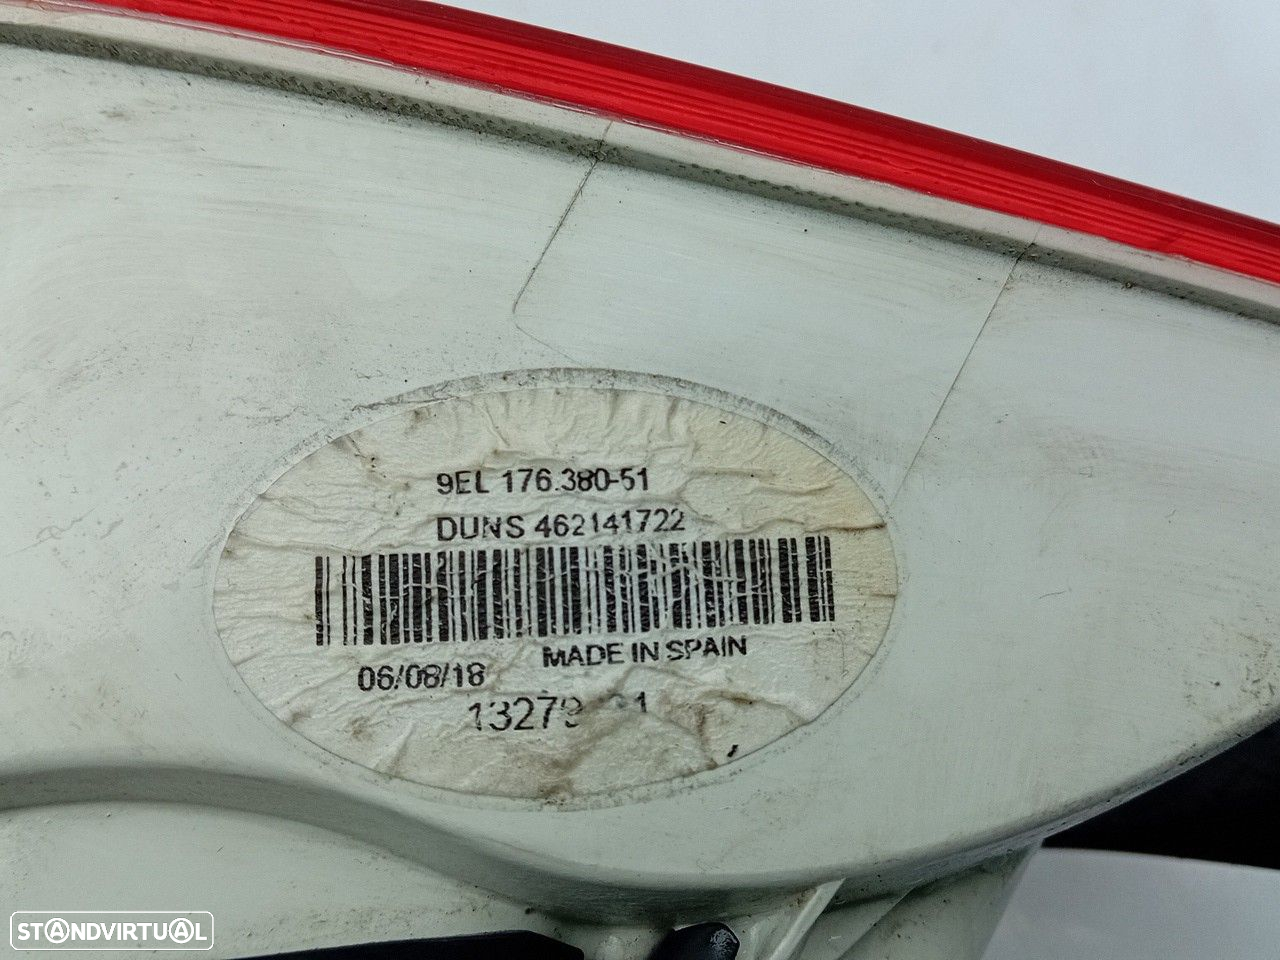 9EL 176.380-51
DUNS 462141722
MADE IN SPAIN
06/08/18
STANDVIRTUAL